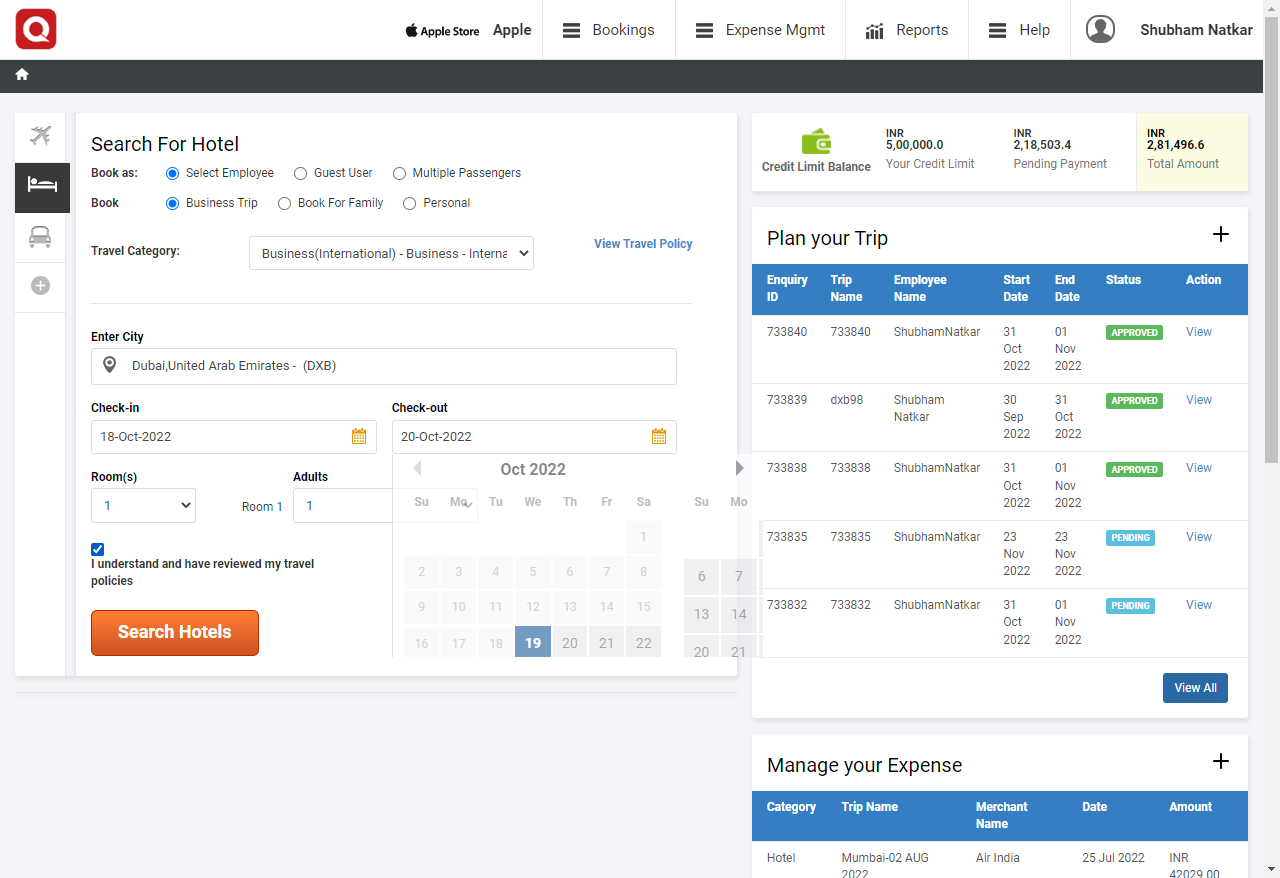 Q
Apple Store Apple Bookings Expense Mgmt Reports Help Shubham Natkar
Search For Hotel
Book as: Select Employee Guest User Multiple Passengers
Book Business Trip Book For Family Personal
Travel Category: Business(International) - Business - Interna View Travel Policy
Enter City
Dubai,United Arab Emirates - (DXB)
Check-in Check-out
18-Oct-2022 20-Oct-2022
Room(s) Adults
1 Room 1 1
Oct 2022
Su Mo Tu We Th Fr Sa Su Mo
1
2 3 4 5 6 7 8 6 7
9 10 11 12 13 14 15 13 14
16 17 18 19 20 21 22 20 21
I understand and have reviewed my travel
policies
Search Hotels
Credit Limit Balance
INR
5,00,000.0
Your Credit Limit
INR
2,18,503.4
Pending Payment
INR
2,81,496.6
Total Amount
Plan your Trip
Enquiry ID Trip Name Employee Name Start Date End Date Status Action
733840 733840 ShubhamNatkar 31 Oct 2022 01 Nov 2022 APPROVED View
733839 dxb98 Shubham Natkar 30 Sep 2022 31 Oct 2022 APPROVED View
733838 733838 ShubhamNatkar 31 Oct 2022 01 Nov 2022 APPROVED View
733835 733835 ShubhamNatkar 23 Nov 2022 23 Nov 2022 PENDING View
733832 733832 ShubhamNatkar 31 Oct 2022 01 Nov 2022 PENDING View
View All
Manage your Expense
Category Trip Name Merchant Name Date Amount
Hotel Mumbai-02 AUG 2022 Air India 25 Jul 2022 INR 42029.00